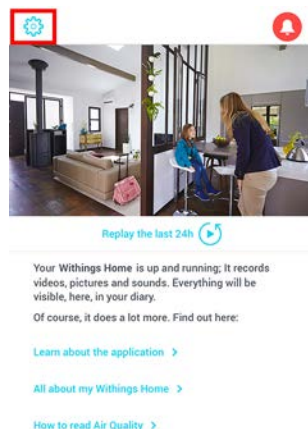 Replay the last 24h
Your Withings Home is up and running; It records
videos, pictures and sounds. Everything will be
visible, here, in your diary.
Of course, it does a lot more. Find out here:
Learn about the application >
All about my Withings Home >
How to read Air Quality >